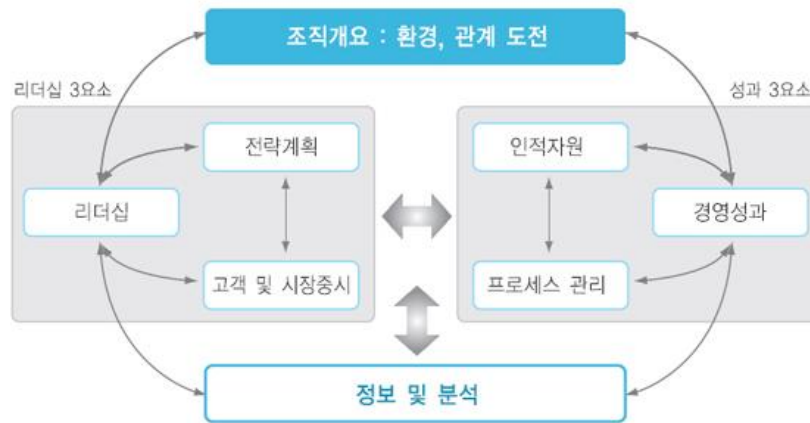 조직개요 : 환경, 관계 도전
리더십 3요소
성과 3요소
전략계획
인적자원
리더십
경영성과
고객 및 시장중시
프로세스 관리
정보 및 분석